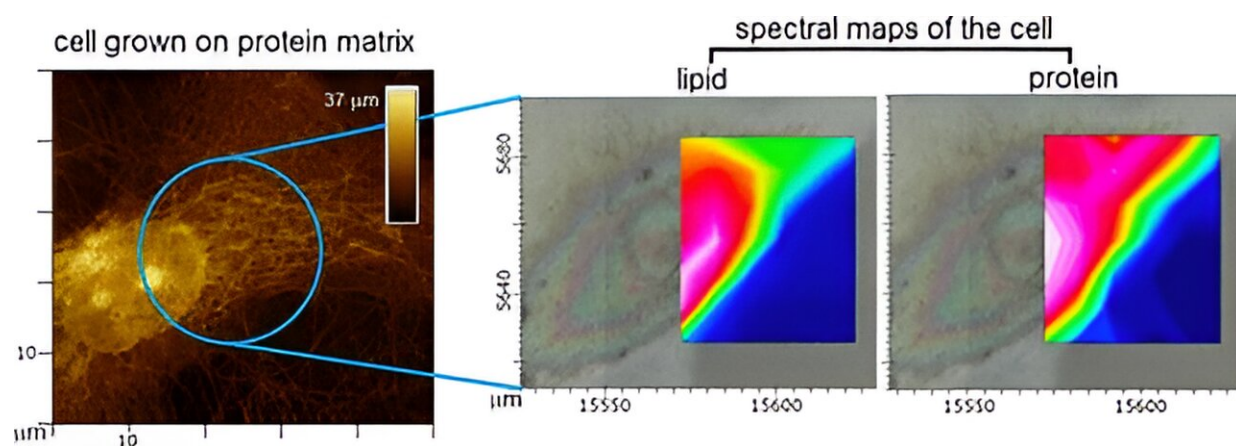 cell grown on protein matrix
spectral maps of the cell
lipid
protein
37 µm
5680
5640
10
µm
10
µm
15550
15600
15550
15600